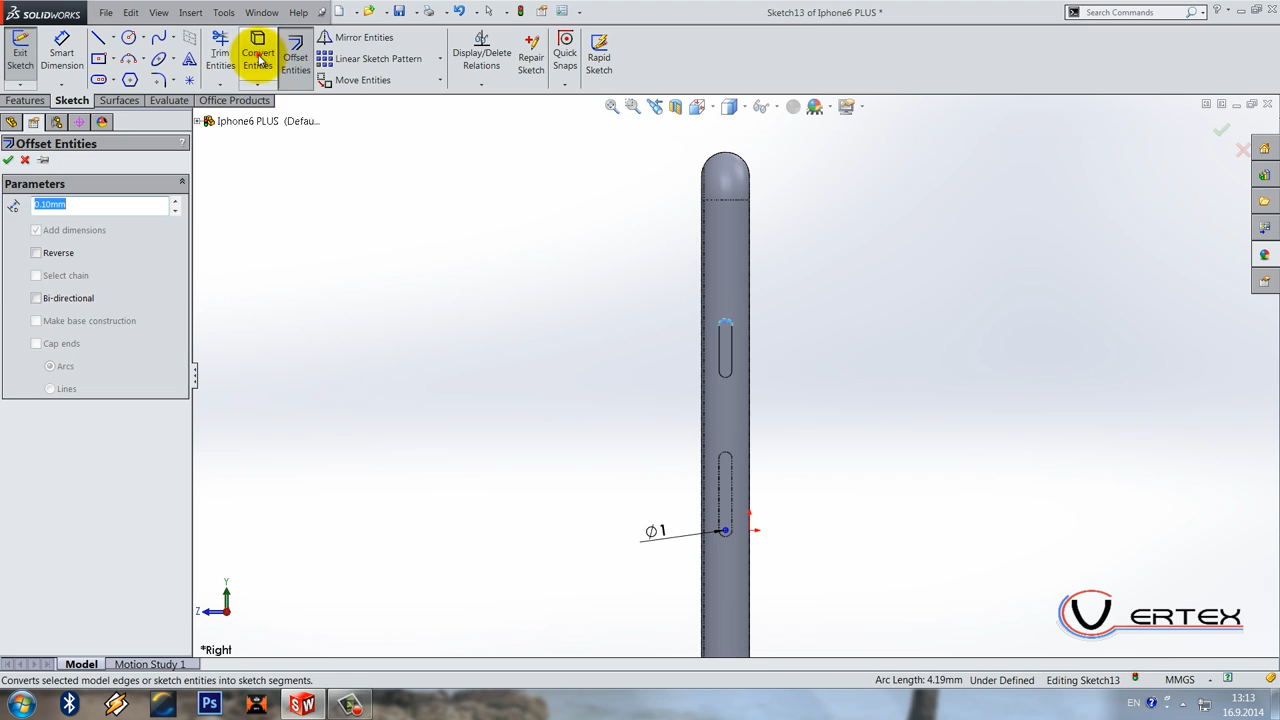 SOLIDWORKS File Edit View Insert Tools Window Help Sketch13 of Iphone6 PLUS * Search Commands
Exit Sketch
Smart Dimension
Trim Entities
Convert Entities
Offset Entities
Mirror Entities
Linear Sketch Pattern
Move Entities
Display/Delete Relations
Repair Sketch
Quick Snaps
Rapid Sketch
Features Sketch Surfaces Evaluate Office Products
Iphone6 PLUS (Defau...
Offset Entities ?
Parameters
0.10mm
Add dimensions
Reverse
Select chain
Bi-directional
Make base construction
Cap ends
Arcs
Lines
Ø1
Y
Z
*Right
VERTEX
Model Motion Study 1
Converts selected model edges or sketch entities into sketch segments. Arc Length: 4.19mm Under Defined Editing Sketch13 MMGS
Ps SW EN 13:13
16.9.2014